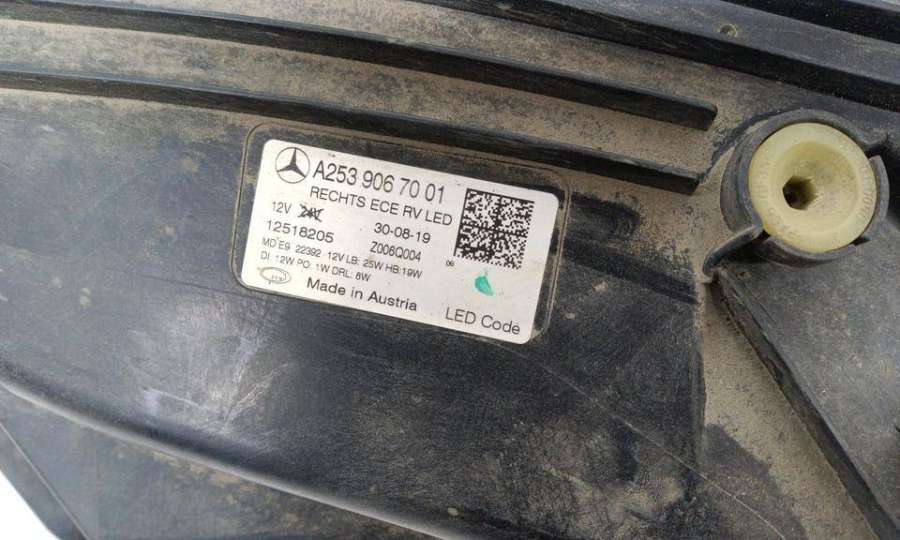 A253 906 70 01
RECHTS ECE RV LED
12V 24V 30-08-19
12518205 Z006Q004
MD E9 22392 12V LB: 25W HB:19W
DI: 12W PO: 1W DRL: 8W
06
Made in Austria
LED Code